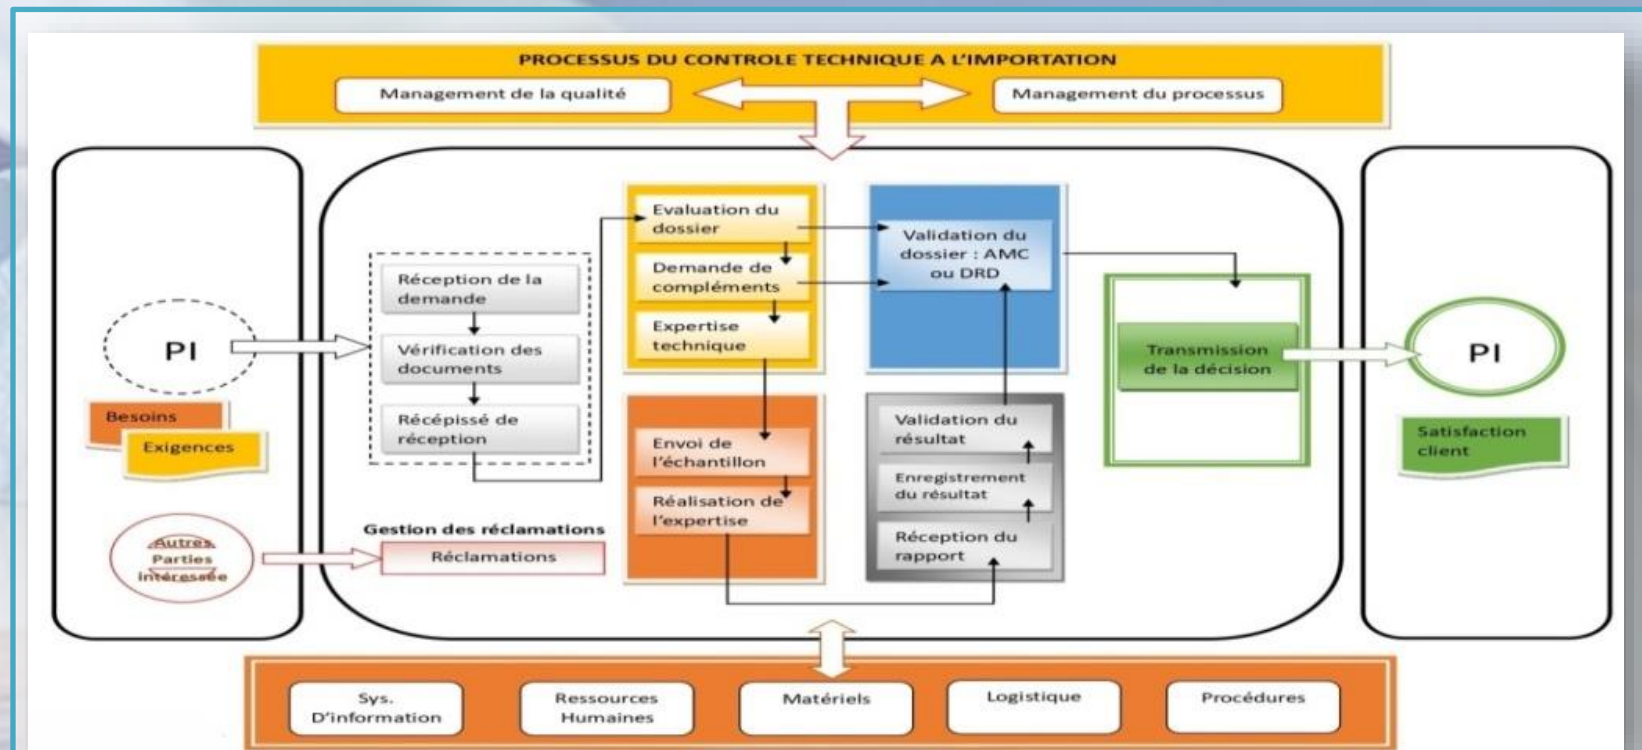 PROCESSUS DU CONTROLE TECHNIQUE A L'IMPORTATION
Management de la qualité
Management du processus
PI
Besoins
Exigences
Autres
Parties
Intéressée
Réception de la
demande
Vérification des
documents
Récépissé de
réception
Gestion des réclamations
Réclamations
Evaluation du
dossier
Demande de
compléments
Expertise
technique
Envoi de
l'échantillon
Réalisation de
l'expertise
Validation du
dossier : AMC
ou DRD
Validation du
résultat
Enregistrement
du résultat
Réception du
rapport
Transmission
de la décision
PI
Satisfaction
client
Sys.
D'information
Ressources
Humaines
Matériels
Logistique
Procédures